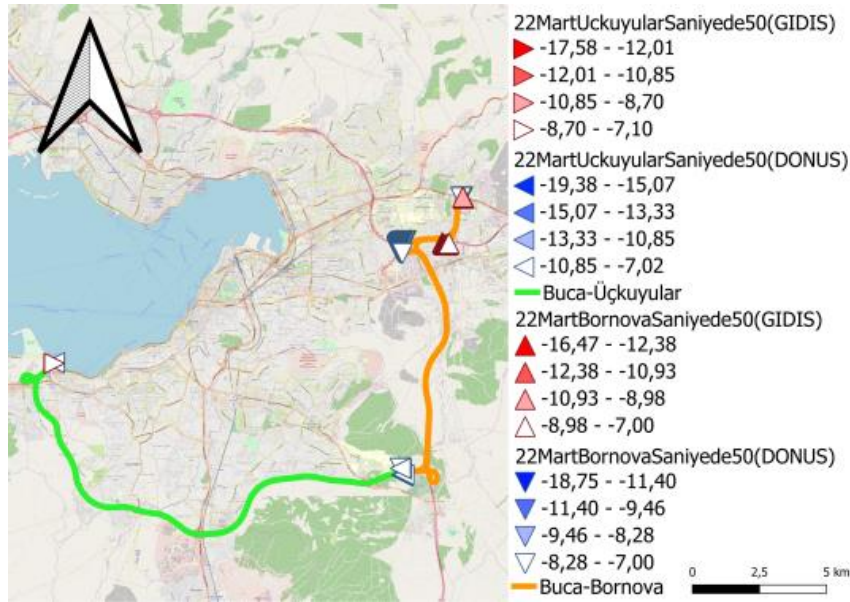 22MartUckuyularSaniyede50(GIDIS)
-17,58 - -12,01
-12,01 - -10,85
-10,85 - -8,70
-8,70 - -7,10
22MartUckuyularSaniyede50(DONUS)
-19,38 - -15,07
-15,07 - -13,33
-13,33 - -10,85
-10,85 - -7,02
Buca-Üçkuyular
22MartBornovaSaniyede50(GIDIS)
-16,47 - -12,38
-12,38 - -10,93
-10,93 - -8,98
-8,98 - -7,00
22MartBornovaSaniyede50(DONUS)
-18,75 - -11,40
-11,40 - -9,46
-9,46 - -8,28
-8,28 - -7,00
Buca-Bornova
0 2,5 5 km